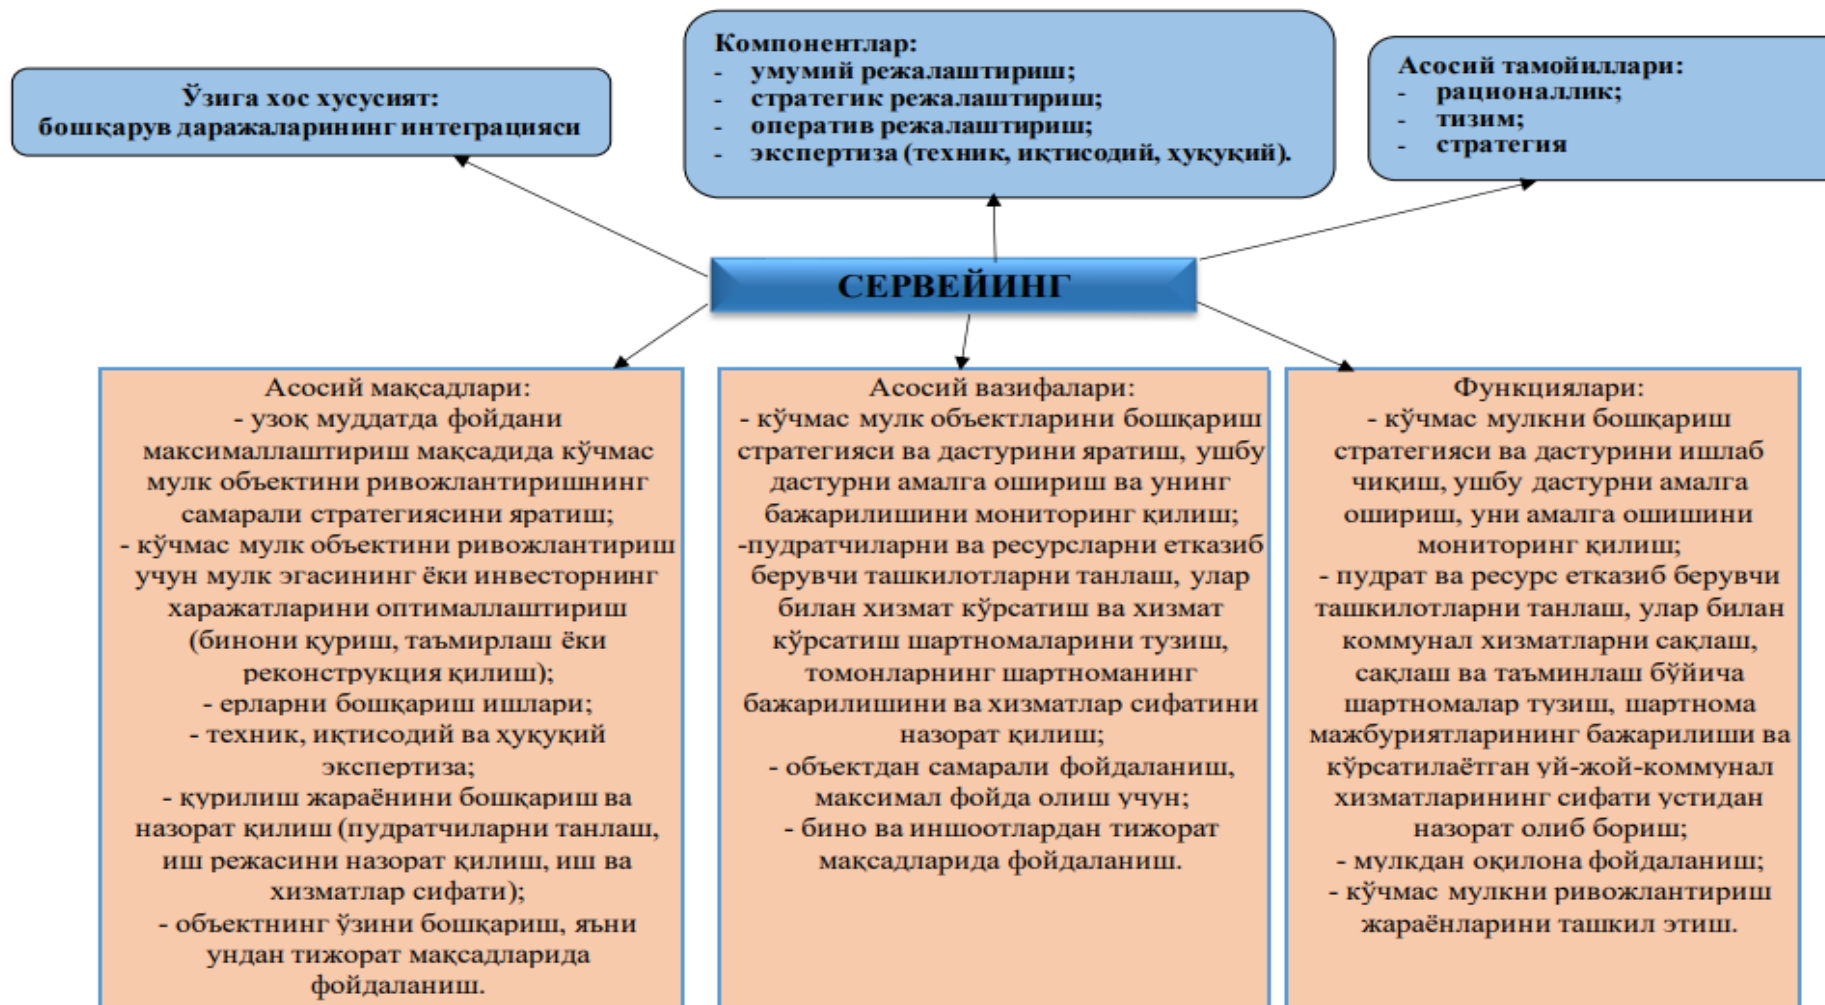 Ўзига хос хусусият:
бошқарув даражаларининг интеграцияси
Компонентлар:
- умумий режалаштириш;
- стратегик режалаштириш;
- оператив режалаштириш;
- экспертиза (техник, иқтисодий, ҳуқуқий).
Асосий тамойиллари:
- рационаллик;
- тизим;
- стратегия
СЕРВЕЙИНГ
Асосий мақсадлари:
- узоқ муддатда фойдани
максималлаштириш мақсадида кўчмас
мулк объектини ривожлантиришнинг
самарали стратегиясини яратиш;
- кўчмас мулк объектини ривожлантириш
учун мулк эгасининг ёки инвесторнинг
харажатларини оптималлаштириш
(бинони қуриш, таъмирлаш ёки
реконструкция қилиш);
- ерларни бошқариш ишлари;
- техник, иқтисодий ва ҳуқуқий
экспертиза;
- қурилиш жараёнини бошқариш ва
назорат қилиш (пудратчиларни танлаш,
иш режасини назорат қилиш, иш ва
хизматлар сифати);
- объектнинг ўзини бошқариш, яъни
ундан тижорат мақсадларида
фойдаланиш.
Асосий вазифалари:
- кўчмас мулк объектларини бошқариш
стратегияси ва дастурини яратиш, ушбу
дастурни амалга ошириш ва унинг
бажарилишини мониторинг қилиш;
-пудратчиларни ва ресурсларни етказиб
берувчи ташкилотларни танлаш, улар
билан хизмат кўрсатиш ва хизмат
кўрсатиш шартномаларини тузиш,
томонларнинг шартноманинг
бажарилишини ва хизматлар сифатини
назорат қилиш;
- объектдан самарали фойдаланиш,
максимал фойда олиш учун;
- бино ва иншоотлардан тижорат
мақсадларида фойдаланиш.
Функциялари:
- кўчмас мулкни бошқариш
стратегияси ва дастурини ишлаб
чиқиш, ушбу дастурни амалга
ошириш, уни амалга ошишини
мониторинг қилиш;
- пудрат ва ресурс етказиб берувчи
ташкилотларни танлаш, улар билан
коммунал хизматларни сақлаш,
сақлаш ва таъминлаш бўйича
шартномалар тузиш, шартнома
мажбуриятларининг бажарилиши ва
кўрсатилаётган уй-жой-коммунал
хизматларининг сифати устидан
назорат олиб бориш;
- мулкдан оқилона фойдаланиш;
- кўчмас мулкни ривожлантириш
жараёнларини ташкил этиш.